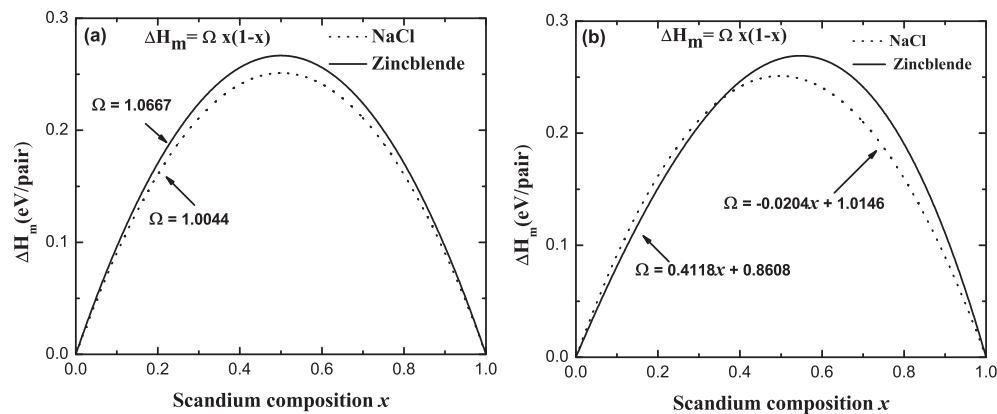 (a)
ΔHm= Ω x(1-x)
NaCl
Zincblende
Ω = 1.0667
Ω = 1.0044
ΔHm(eV/pair)
0.3
0.2
0.1
0.0
0.0 0.2 0.4 0.6 0.8 1.0
Scandium composition x
(b)
ΔHm= Ω x(1-x)
NaCl
Zincblende
Ω = -0.0204x + 1.0146
Ω = 0.4118x + 0.8608
ΔHm(eV/pair)
0.3
0.2
0.1
0.0
0.0 0.2 0.4 0.6 0.8 1.0
Scandium composition x